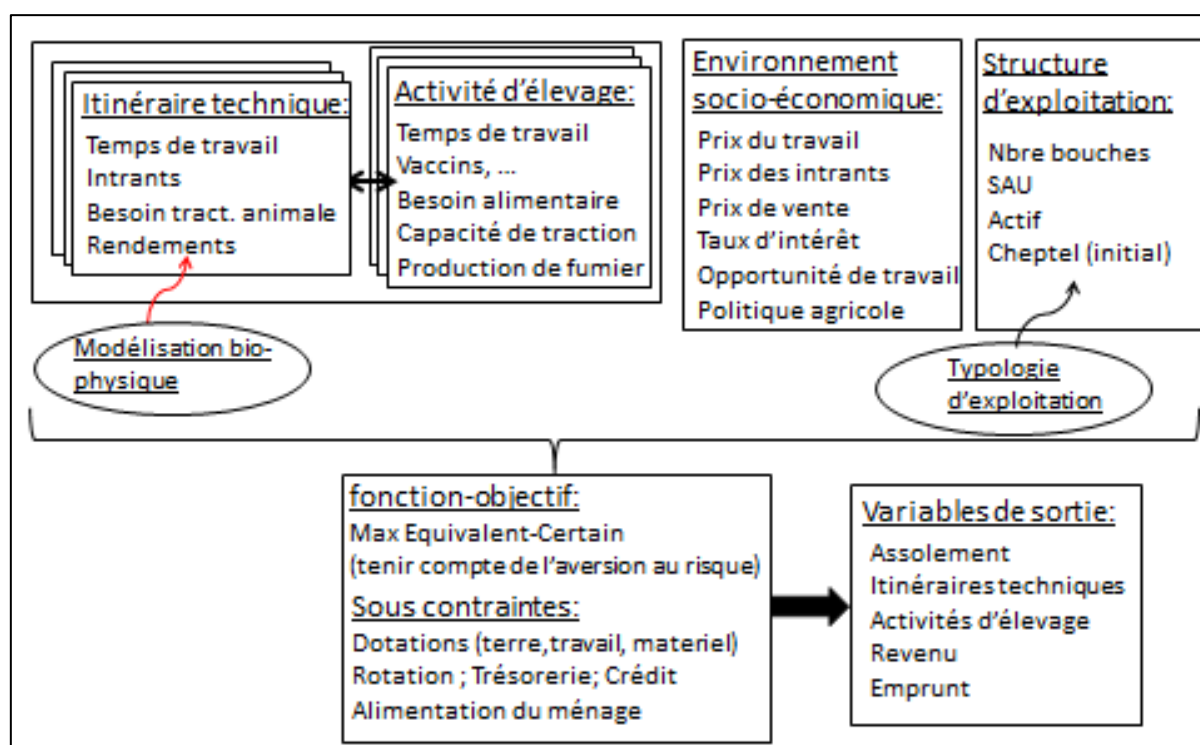 Itinéraire technique:
Temps de travail
Intrants
Besoin tract. animale
Rendements
Activité d'élevage:
Temps de travail
Vaccins, ...
Besoin alimentaire
Capacité de traction
Production de fumier
Environnement
socio-économique:
Prix du travail
Prix des intrants
Prix de vente
Taux d'intérêt
Opportunité de travail
Politique agricole
Structure
d'exploitation:
Nbre bouches
SAU
Actif
Cheptel (initial)
Modélisation bio-
physique
Typologie
d'exploitation
fonction-objectif:
Max Equivalent-Certain
(tenir compte de l'aversion au risque)
Sous contraintes:
Dotations (terre,travail, materiel)
Rotation ; Trésorerie; Crédit
Alimentation du ménage
Variables de sortie:
Assolement
Itinéraires techniques
Activités d'élevage
Revenu
Emprunt